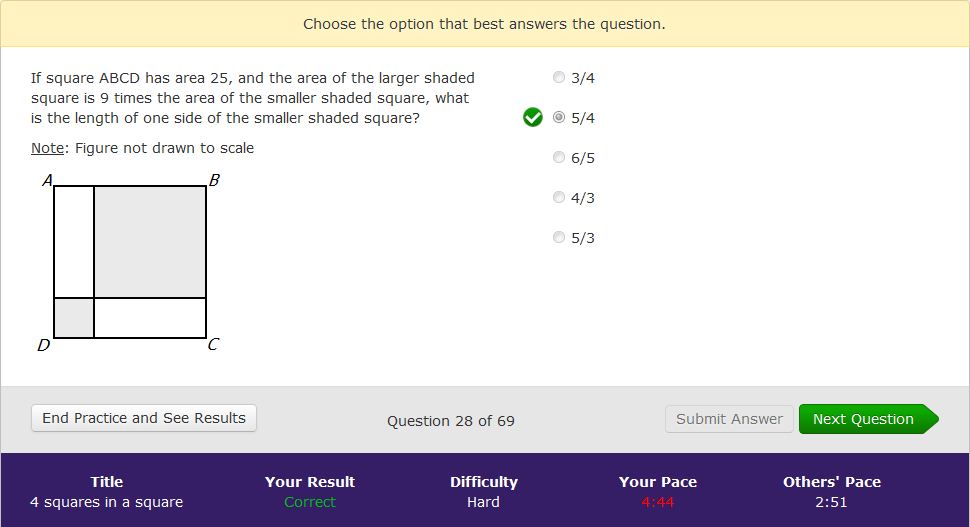 Choose the option that best answers the question.
If square ABCD has area 25, and the area of the larger shaded
square is 9 times the area of the smaller shaded square, what
is the length of one side of the smaller shaded square?
Note: Figure not drawn to scale
A
B
D
C
3/4
5/4
6/5
4/3
5/3
End Practice and See Results
Question 28 of 69
Submit Answer
Next Question
Title
Your Result
Difficulty
Your Pace
Others' Pace
4 squares in a square
Correct
Hard
4:44
2:51